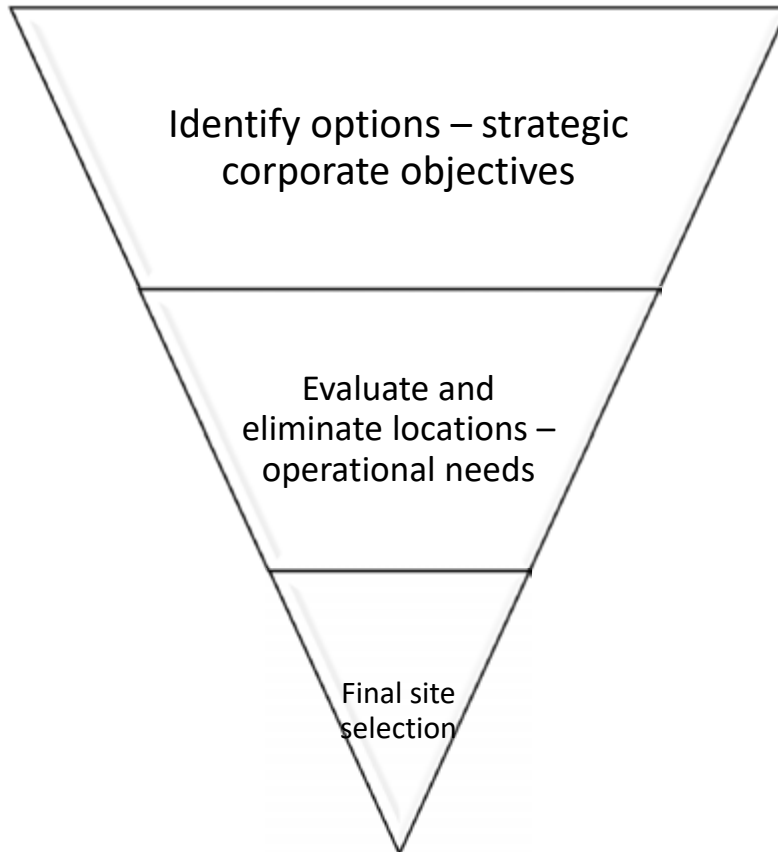 Identify options – strategic
corporate objectives
Evaluate and
eliminate locations –
operational needs
Final site
selection